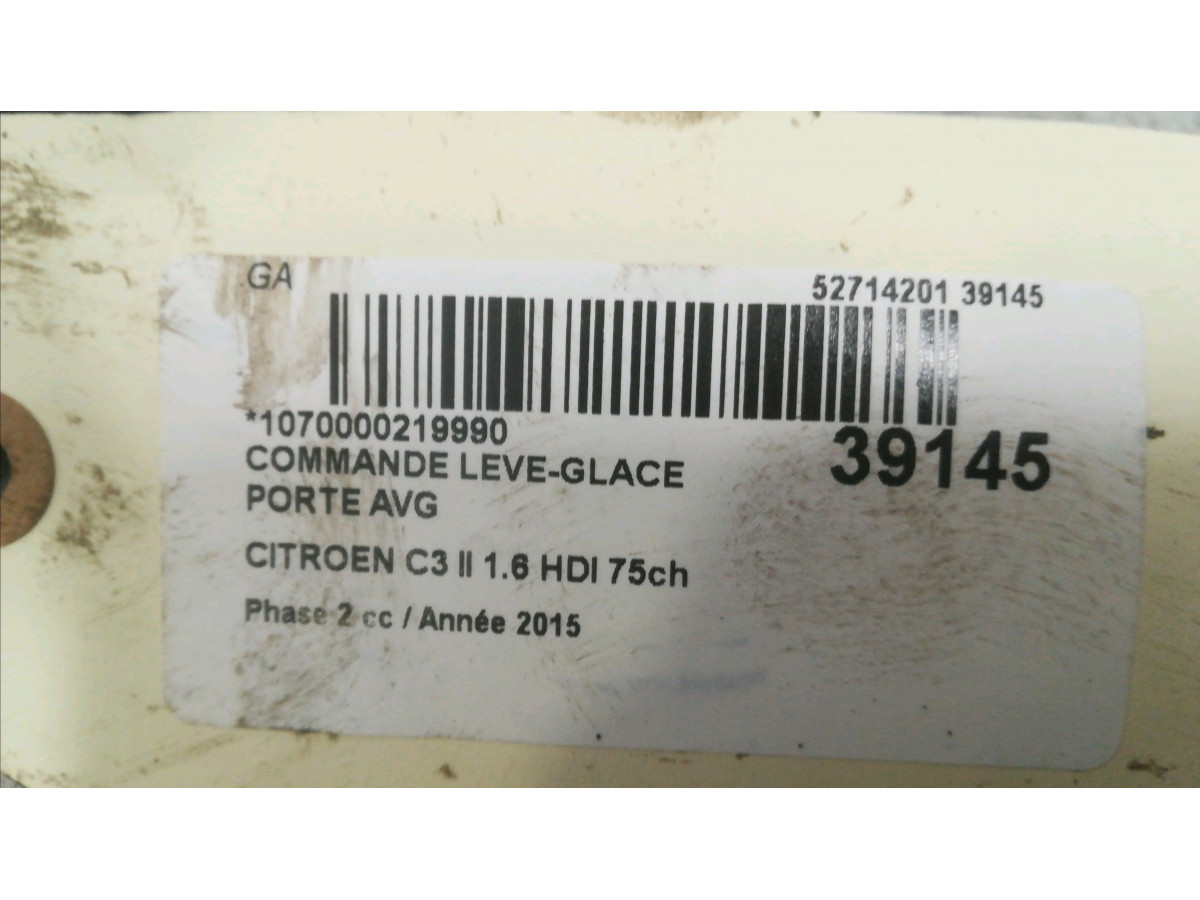 GA
52714201 39145
*1070000219990
39145
COMMANDE LEVE-GLACE
PORTE AVG
CITROEN C3 II 1.6 HDI 75ch
Phase 2 cc / Année 2015